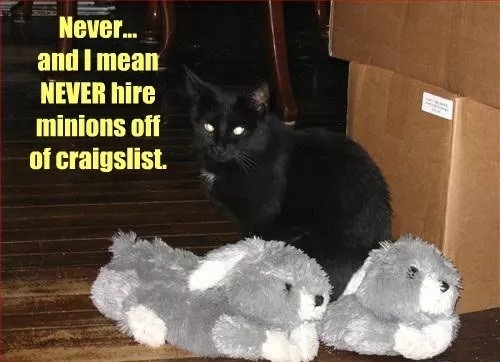 Never...
and I mean
NEVER hire
minions off
of craigslist.